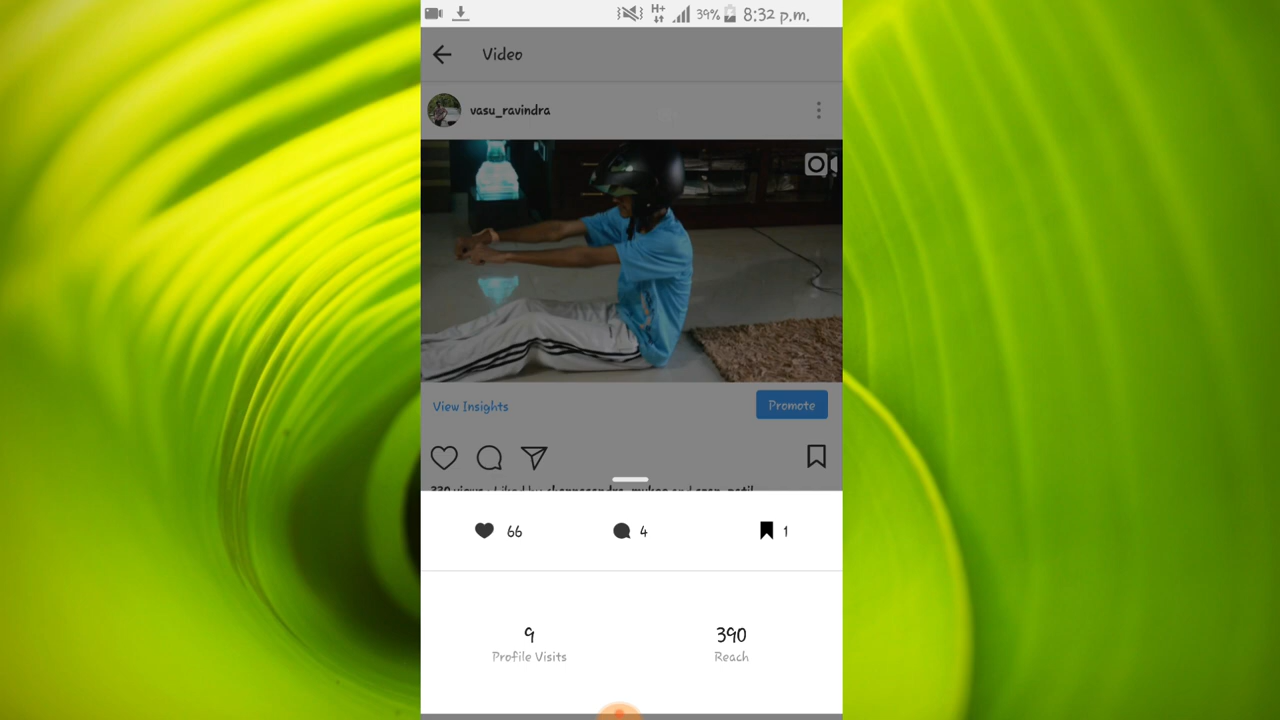 H+ 39% 8:32 p.m.
Video
vasu_ravindra
View Insights
Promote
66 4 1
9 390
Profile Visits Reach